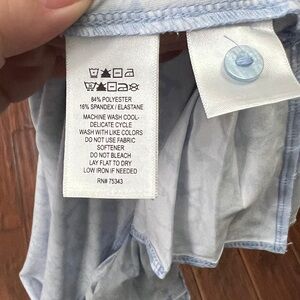 84% POLYESTER
16% SPANDEX / ELASTANE
MACHINE WASH COOL-
DELICATE CYCLE
WASH WITH LIKE COLORS
DO NOT USE FABRIC
SOFTENER
DO NOT BLEACH
LAY FLAT TO DRY
LOW IRON IF NEEDED
RN# 75343